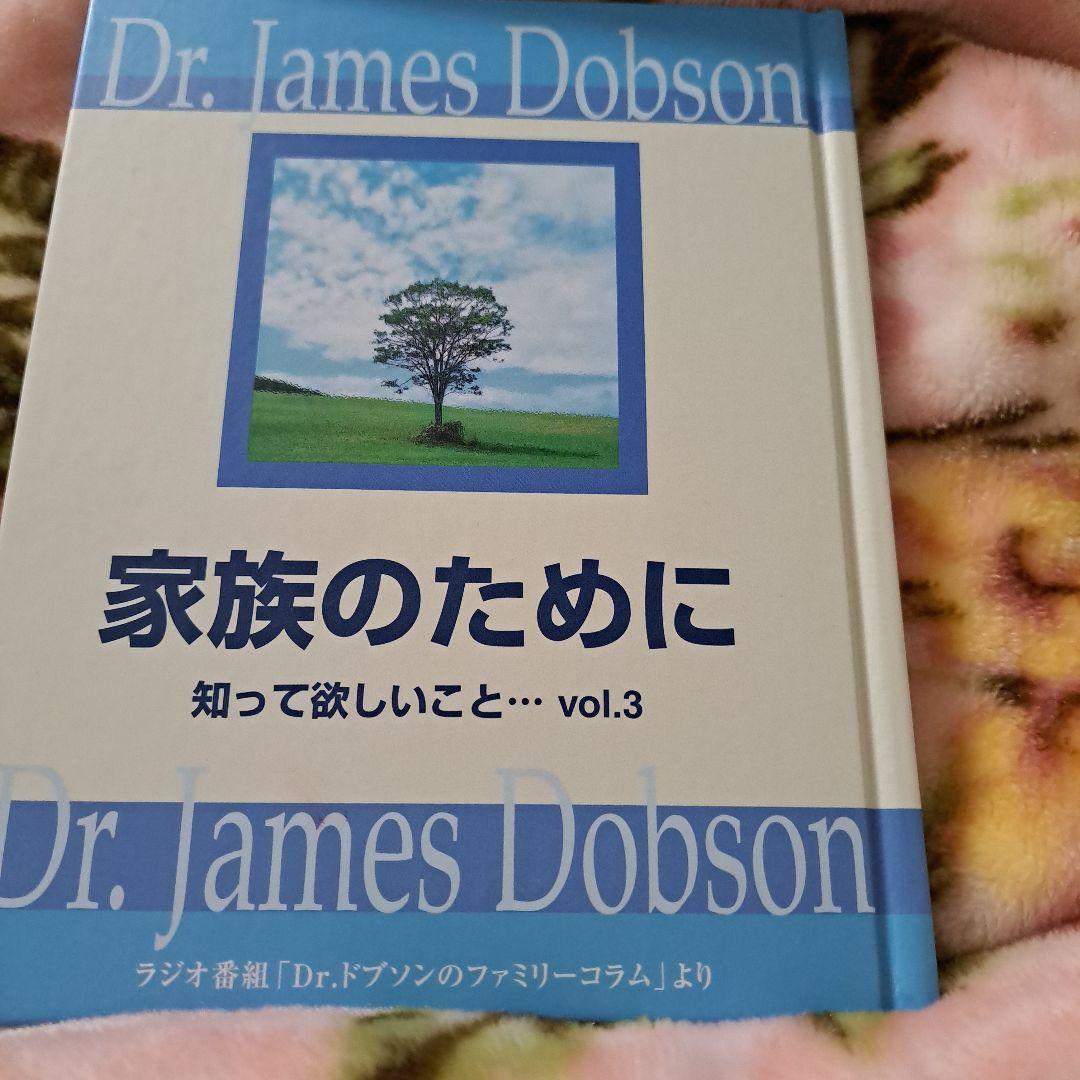 Dr. James Dobson
家族のために
知って欲しいこと… vol.3
Dr. James Dobson
ラジオ番組「Dr.ドブソンのファミリーコラム」より